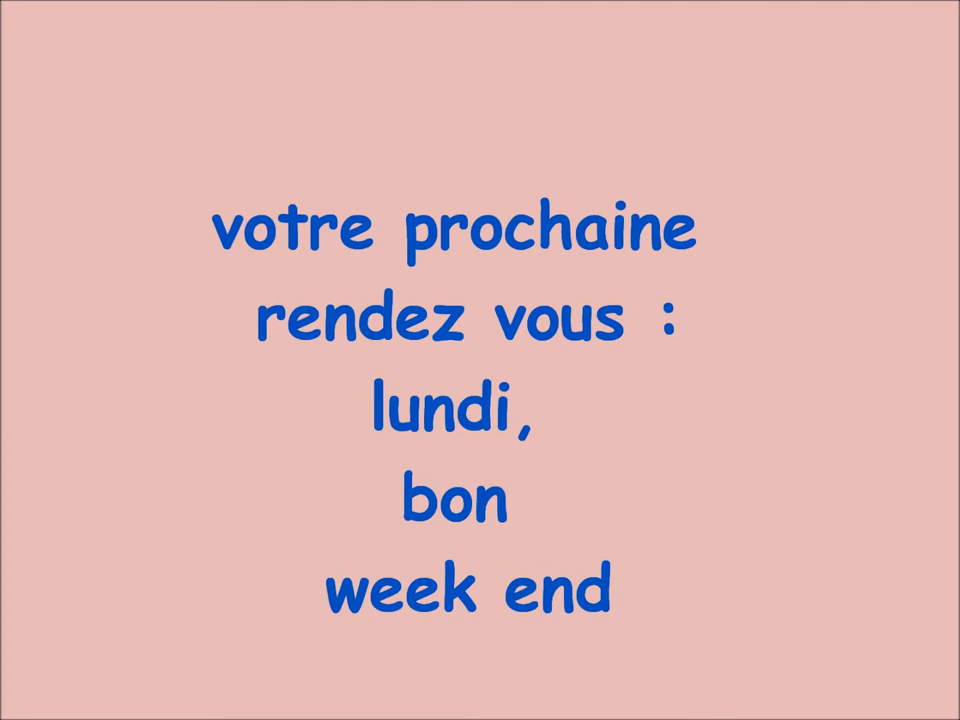 votre prochaine
rendez vous :
lundi,
bon
week end